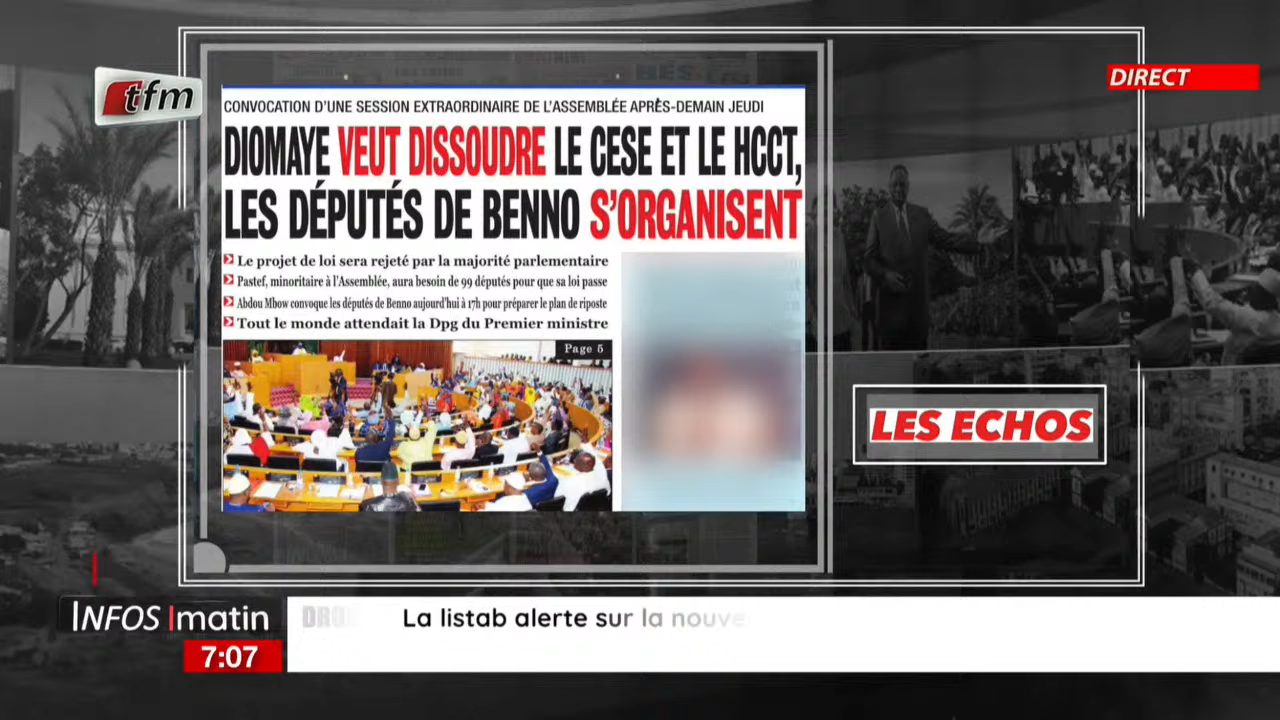 tfm
DIRECT
CONVOCATION D'UNE SESSION EXTRAORDINAIRE DE L'ASSEMBLÉE APRÈS-DEMAIN JEUDI
DIOMAYE VEUT DISSOUDRE LE CESE ET LE HCCT,
LES DÉPUTÉS DE BENNO S'ORGANISENT
Le projet de loi sera rejeté par la majorité parlementaire
Pastef, minoritaire à l'Assemblée, aura besoin de 99 députés pour que sa loi passe
Abdou Mbow convoque les députés de Benno aujourd'hui à 17h pour préparer le plan de riposte
Tout le monde attendait la Dpg du Premier ministre
Page 5
LES ECHOS
INFOS matin
La listab alerte sur la nouve
7:07